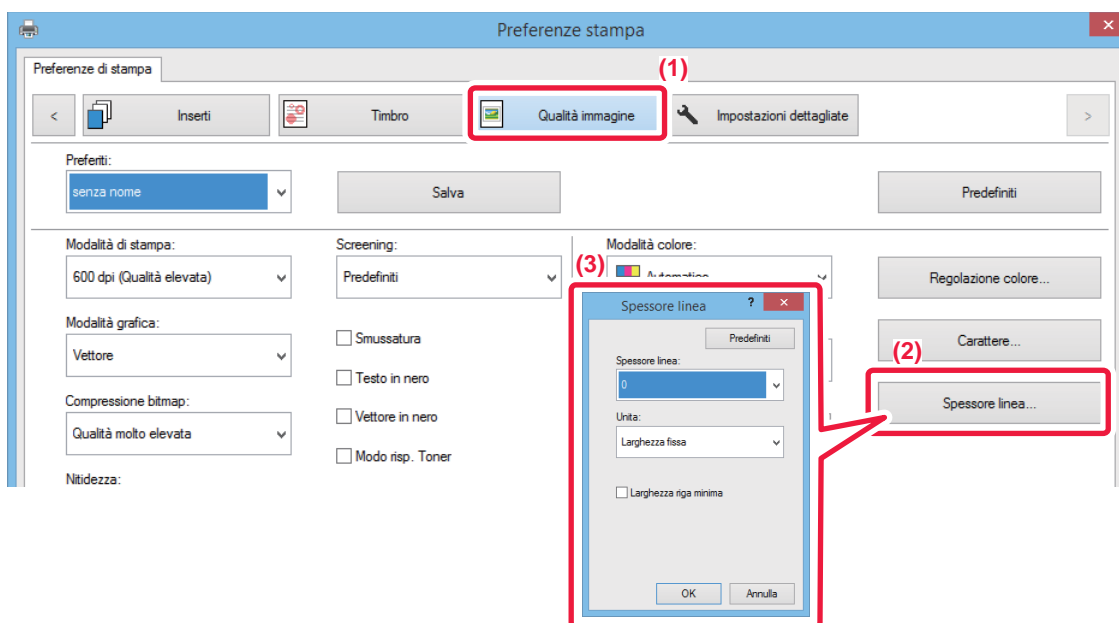 Preferenze stampa
Preferenze di stampa
(1)
<
Inserti
Timbro
Qualità immagine
Impostazioni dettagliate
>
Preferiti:
senza nome
Salva
Predefiniti
Modalità di stampa:
Screening:
Modalità colore:
600 dpi (Qualità elevata)
Predefiniti
(3)
Automatico
Regolazione colore...
Modalità grafica:
Vettore
Smussatura
Testo in nero
(2)
Carattere...
Compressione bitmap:
Qualità molto elevata
Vettore in nero
Modo risp. Toner
Spessore linea...
Nitidezza:
Spessore linea
?
Predefiniti
Spessore linea:
0
Unita:
Larghezza fissa
Larghezza riga minima
OK
Annulla